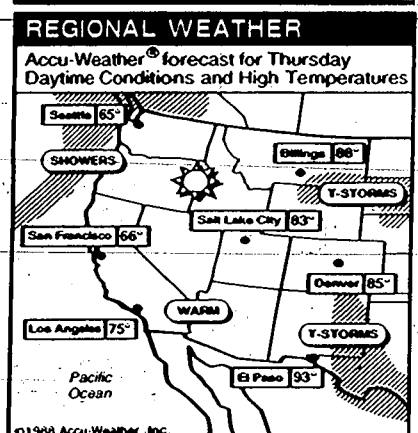 REGIONAL WEATHER
Accu-Weather® forecast for Thursday
Daytime Conditions and High Temperatures
Seattle 65°
SHOWERS
Billings 88°
T-STORMS
Salt Lake City 83°
San Francisco 66°
Denver 85°
WARM
Los Angeles 75°
T-STORMS
El Paso 93°
Pacific
Ocean
©1988 Accu-Weather, Inc.